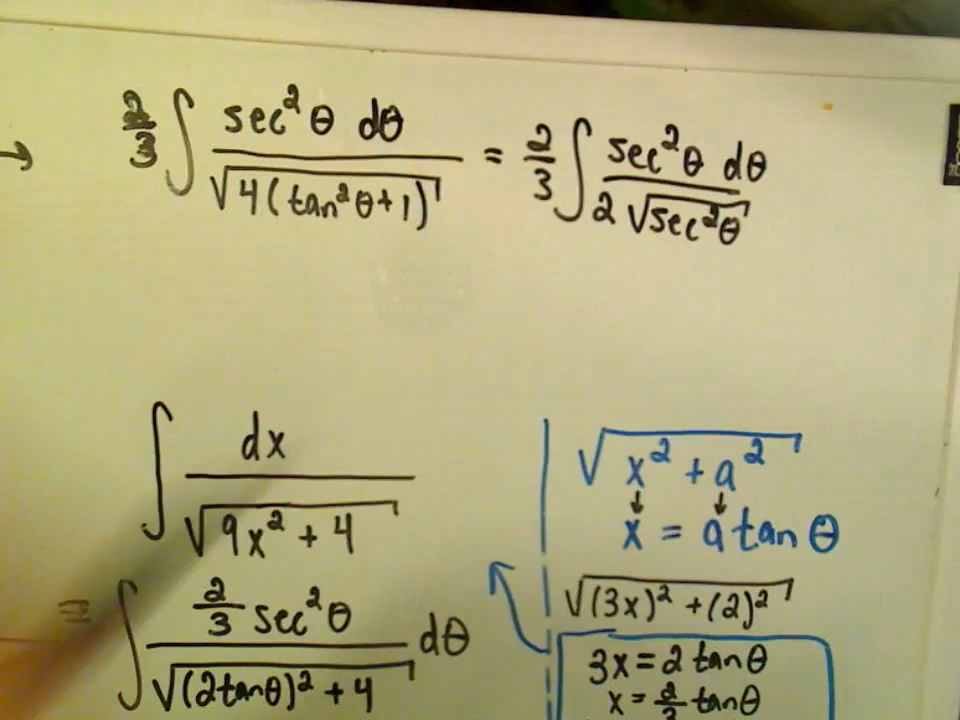 → 2/3 ∫ sec²θ dθ / √(4(tan²θ+1)) = 2/3 ∫ sec²θ dθ / 2√(sec²θ)
∫ dx / √(9x² + 4)
= ∫ 2/3 sec²θ / √((2tanθ)² + 4) dθ
√(x² + a²)
↓ ↓
x = a tan θ
√((3x)² + (2)²)
3x = 2 tanθ
x = 2/3 tanθ